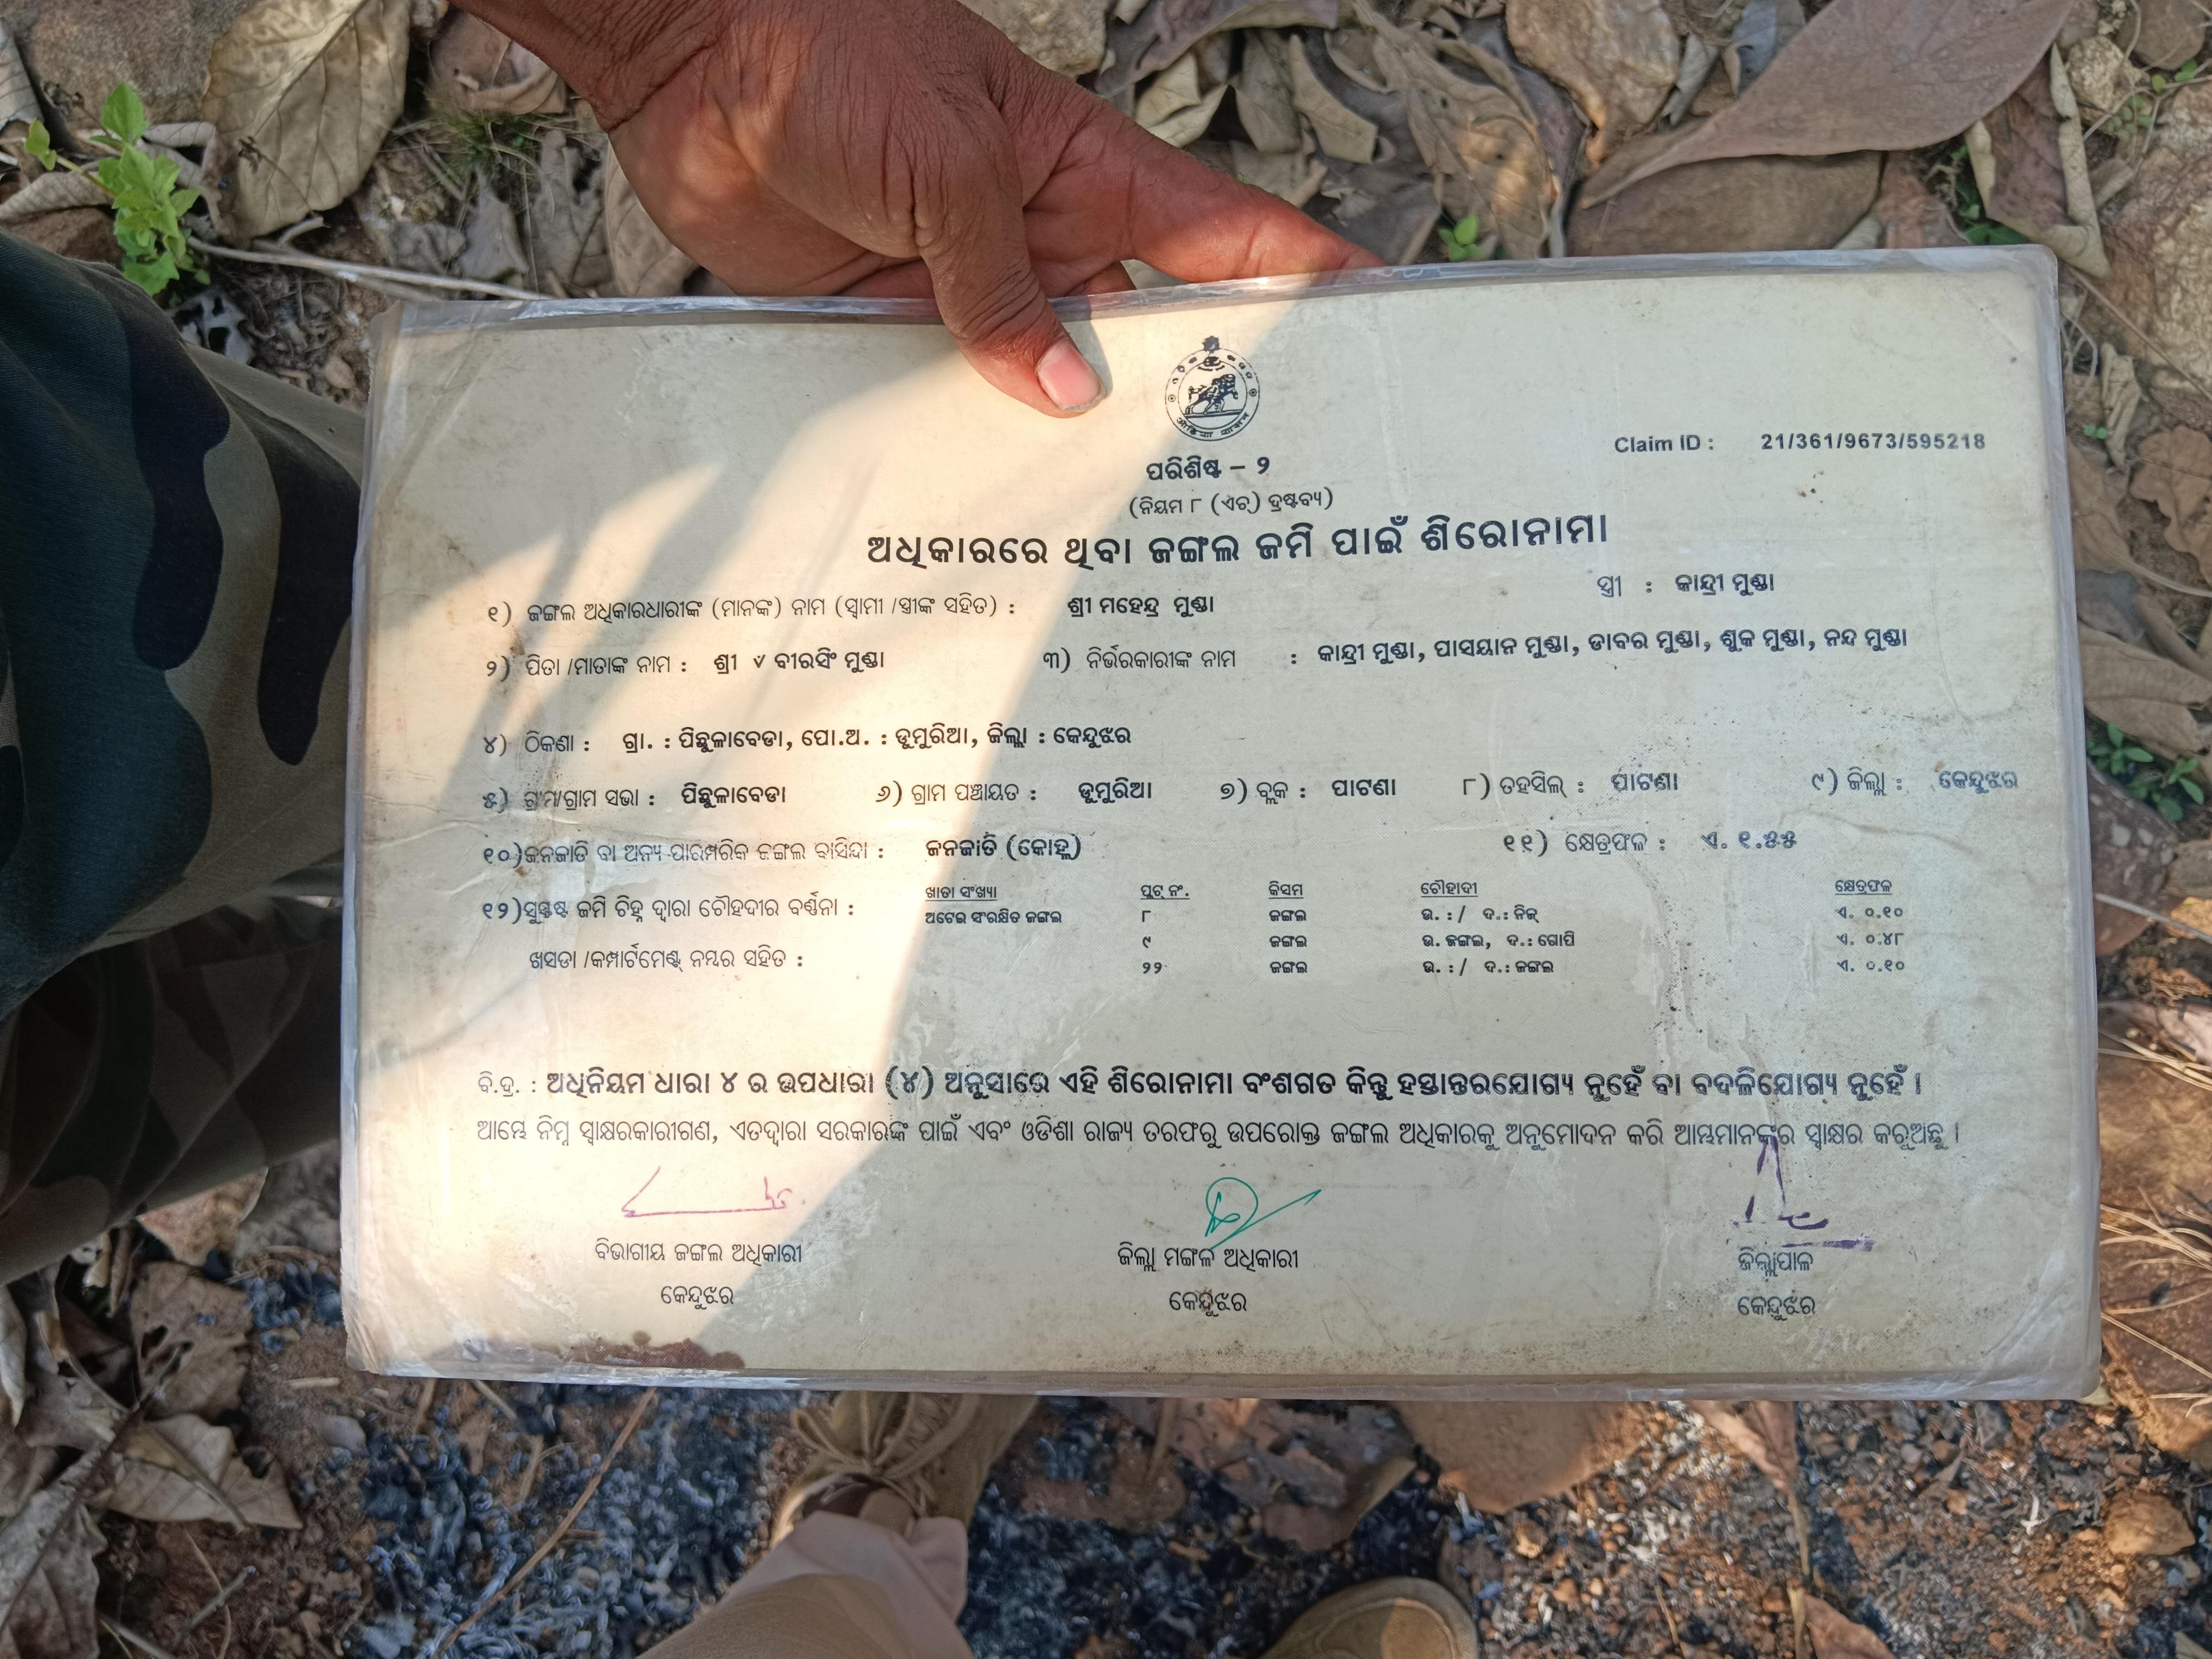 Claim ID : 21/361/9673/595218
ପରିଶିଷ୍ଟ – ୨
(ନିୟମ ୮ (ଏଚ୍) ଦ୍ରଷ୍ଟବ୍ୟ)
ଅଧିକାରରେ ଥିବା ଜଙ୍ଗଲ ଜମି ପାଇଁ ଶିରୋନାମା
୧) ଜଙ୍ଗଲ ଅଧିକାରଧାରୀଙ୍କ (ମାନଙ୍କ) ନାମ (ସ୍ୱାମୀ /ସ୍ତ୍ରୀଙ୍କ ସହିତ) : ଶ୍ରୀ ମହେନ୍ଦ୍ର ମୁଣ୍ଡା ସ୍ତ୍ରୀ : କାନ୍ଦ୍ରୀ ମୁଣ୍ଡା
୨) ପିତା /ମାତାଙ୍କ ନାମ : ଶ୍ରୀ ବୀରସିଂ ମୁଣ୍ଡା ୩) ନିର୍ଭରକାରୀଙ୍କ ନାମ : କାନ୍ଦ୍ରୀ ମୁଣ୍ଡା, ପାସୟାନ ମୁଣ୍ଡା, ଡାବର ମୁଣ୍ଡା, ଶୁକ ମୁଣ୍ଡା, ନନ୍ଦ ମୁଣ୍ଡା
୪) ଠିକଣା : ଗ୍ରା. : ପିଛୁଳାବେଡା, ପୋ.ଅ. : ଡୁମୁରିଆ, ଜିଲ୍ଲା : କେନ୍ଦୁଝର
୫) ଗ୍ରାମ/ଗ୍ରାମ ସଭା : ପିଛୁଳାବେଡା ୬) ଗ୍ରାମ ପଞ୍ଚାୟତ : ଡୁମୁରିଆ ୭) ବ୍ଲକ : ପାଟଣା ୮) ତହସିଲ୍ : ପାଟଣା ୯) ଜିଲ୍ଲା : କେନ୍ଦୁଝର
୧୦)ଜନଜାତି ବା ଅନ୍ୟ ପାରମ୍ପରିକ ଜଙ୍ଗଲ ବାସିନ୍ଦା : ଜନଜାତି (କୋହ୍ଲ) ୧୧) କ୍ଷେତ୍ରଫଳ : ଏ. ୧.୫୫
୧୨)ସୁସ୍ପଷ୍ଟ ଜମି ଚିହ୍ନ ଦ୍ୱାରା ଚୌହଦୀର ବର୍ଣ୍ଣନା : ଖାତା ସଂଖ୍ୟା ପ୍ଲଟ୍ ନଂ. କିସମ ଚୌହାଦୀ କ୍ଷେତ୍ରଫଳ
ଅଟେଇ ସଂରକ୍ଷିତ ଜଙ୍ଗଲ ୮ ଜଙ୍ଗଲ ଉ. : / ଦ.: ନିଜ୍ ଏ. ୦.୧୦
୯ ଜଙ୍ଗଲ ଉ. ଜଙ୍ଗଲ, ଦ.: ଗୋପି ଏ. ୦.୪୮
ଖସଡା /କମ୍ପାର୍ଟମେଣ୍ଟ୍ ନମ୍ୱର ସହିତ : ୨୨ ଜଙ୍ଗଲ ଉ. : / ଦ.: ଜଙ୍ଗଲ ଏ. ୦.୧୦
ବି.ଦ୍ର. : ଅଧିନିୟମ ଧାରା ୪ ର ଉପଧାରା (୪) ଅନୁସାରେ ଏହି ଶିରୋନାମା ବଂଶଗତ କିନ୍ତୁ ହସ୍ତାନ୍ତରଯୋଗ୍ୟ ନୁହେଁ ବା ବଦଳିଯୋଗ୍ୟ ନୁହେଁ ।
ଆମ୍ଭେ ନିମ୍ନ ସ୍ୱାକ୍ଷରକାରୀଗଣ, ଏତଦ୍ୱାରା ସରକାରଙ୍କ ପାଇଁ ଏବଂ ଓଡିଶା ରାଜ୍ୟ ତରଫରୁ ଉପରୋକ୍ତ ଜଙ୍ଗଲ ଅଧିକାରକୁ ଅନୁମୋଦନ କରି ଆମ୍ଭମାନଙ୍କର ସ୍ୱାକ୍ଷର କରୁଅଛୁ ।
ବିଭାଗୀୟ ଜଙ୍ଗଲ ଅଧିକାରୀ ଜିଲ୍ଲା ମଙ୍ଗଳ ଅଧିକାରୀ ଜିଲ୍ଲାପାଳ
କେନ୍ଦୁଝର କେନ୍ଦୁଝର କେନ୍ଦୁଝର